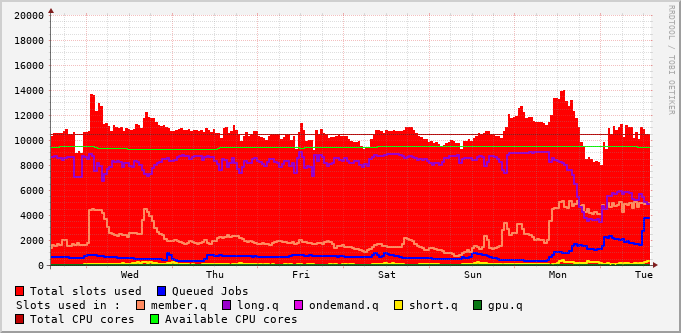 RRDTOOL / TOBI OETIKER
20000
18000
16000
14000
12000
10000
8000
6000
4000
2000
0
Wed Thu Fri Sat Sun Mon Tue
Total slots used Queued Jobs
Slots used in : member.q long.q ondemand.q short.q gpu.q
Total CPU cores Available CPU cores